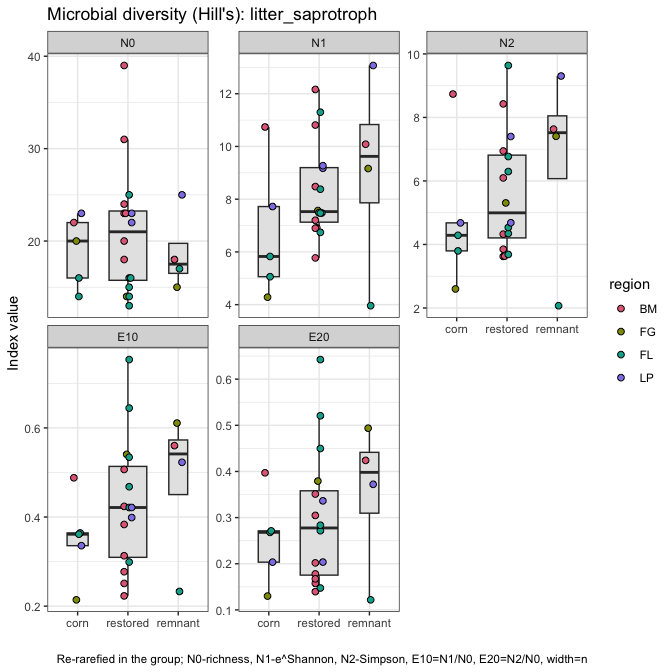 Microbial diversity (Hill's): litter_saprotroph
N0
N1
N2
40
30
20
12
10
8
6
4
10
8
6
4
2
corn restored remnant
Index value
region
BM
FG
FL
LP
E10
E20
0.6
0.4
0.2
0.6
0.5
0.4
0.3
0.2
0.1
corn restored remnant
corn restored remnant
Re-rarefied in the group; N0-richness, N1-e^Shannon, N2-Simpson, E10=N1/N0, E20=N2/N0, width=n